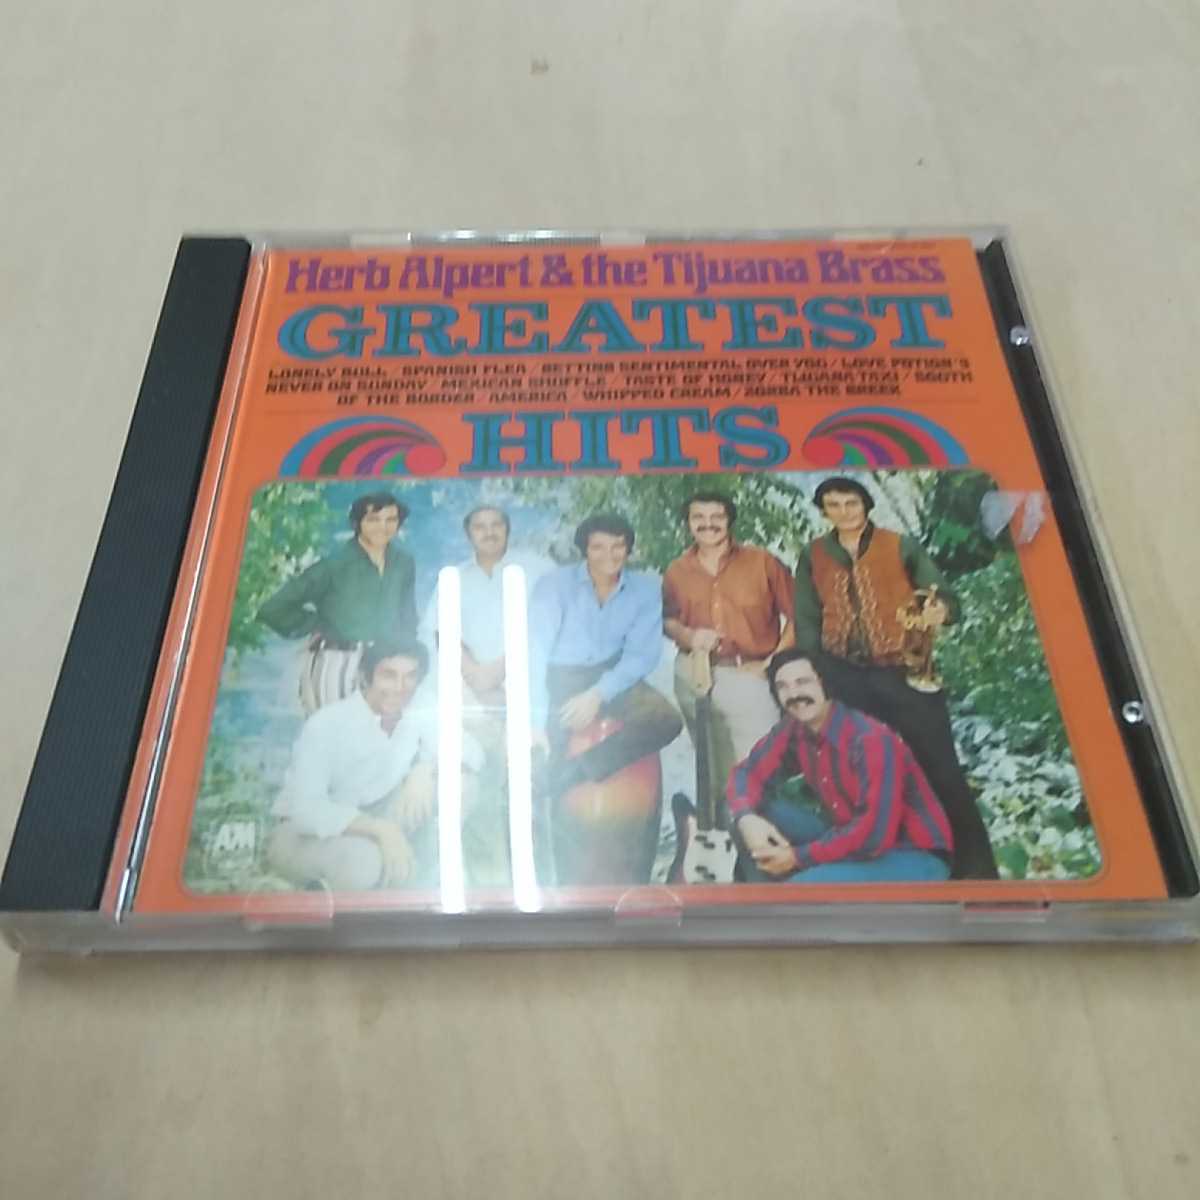 Herb Alpert & the Tijuana Brass
GREATEST
LONELY BULL / SPANISH FLEA / GETTING SENTIMENTAL OVER YOU / LOVE POTION #9
NEVER ON SUNDAY / MEXICAN SHUFFLE / TASTE OF HONEY / TIJUANA TAXI / SOUTH
OF THE BORDER / AMERICA / WHIPPED CREAM / ZORBA THE GREEK
HITS
A&M